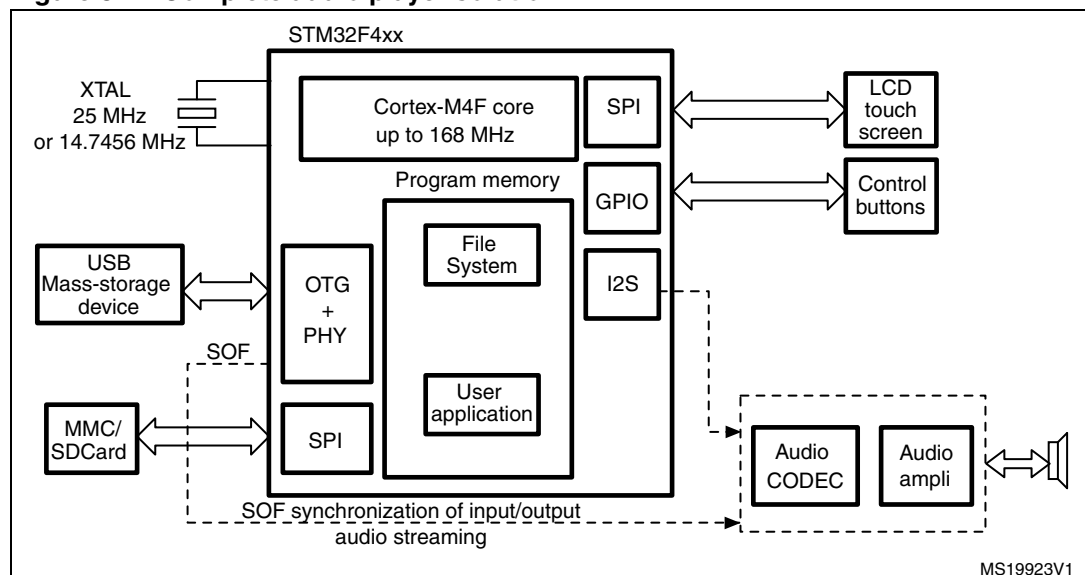 STM32F4xx
XTAL
25 MHz
or 14.7456 MHz
Cortex-M4F core
up to 168 MHz
SPI
LCD
touch
screen
Program memory
GPIO
Control
buttons
File
System
I2S
USB
Mass-storage
device
OTG
+
PHY
SOF
User
application
MMC/
SDCard
SPI
Audio
CODEC
Audio
ampli
SOF synchronization of input/output
audio streaming
MS19923V1